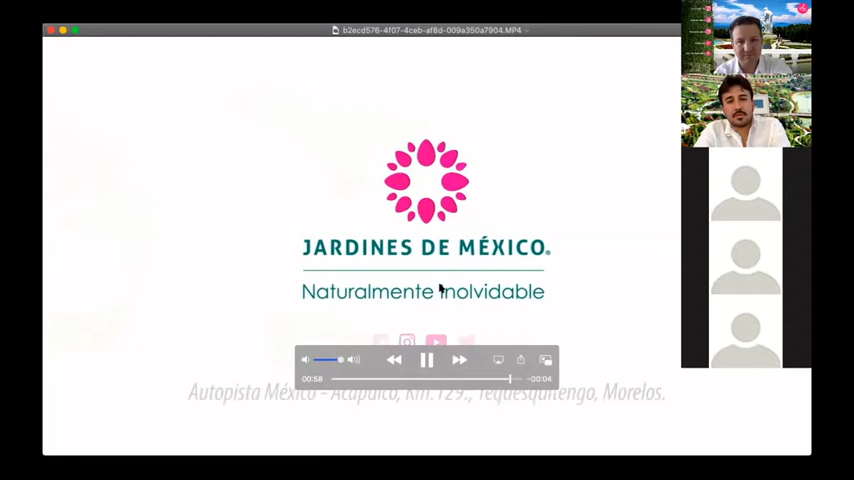 b2ecd576-4f07-4ceb-af8d-009a350a7904.MP4
JARDINES DE MÉXICO®
Naturalmente Inolvidable
00:58
-00:04
Autopista México - Acapulco, Km. 129., Tequesquitengo, Morelos.